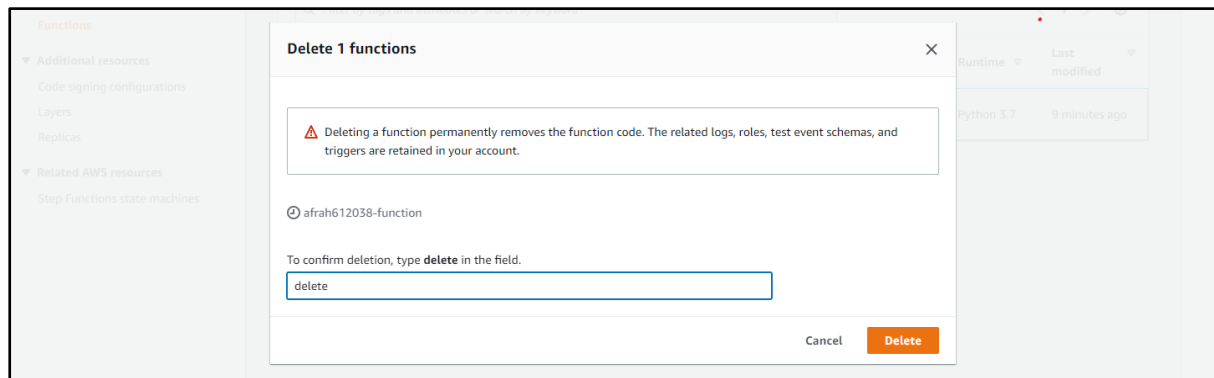 Functions
Additional resources
Code signing configurations
Layers
Replicas
Related AWS resources
Step Functions state machines
Delete 1 functions
Deleting a function permanently removes the function code. The related logs, roles, test event schemas, and
triggers are retained in your account.
afrah612038-function
To confirm deletion, type delete in the field.
delete
Cancel
Delete
Runtime
Last
modified
Python 3.7
9 minutes ago